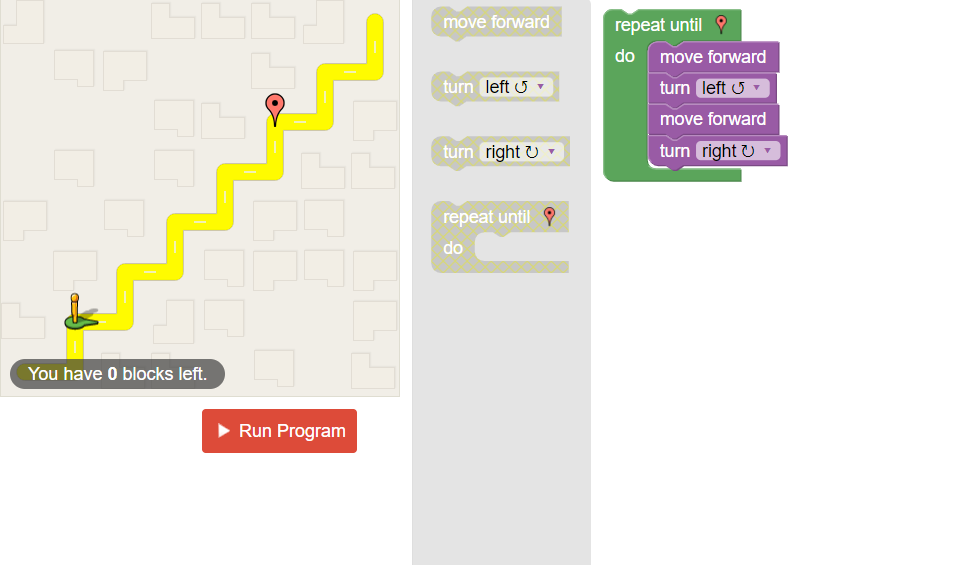 You have 0 blocks left.
Run Program
move forward
turn left ↺ ▾
turn right ↻ ▾
repeat until
do
repeat until
do
move forward
turn left ↺ ▾
move forward
turn right ↻ ▾